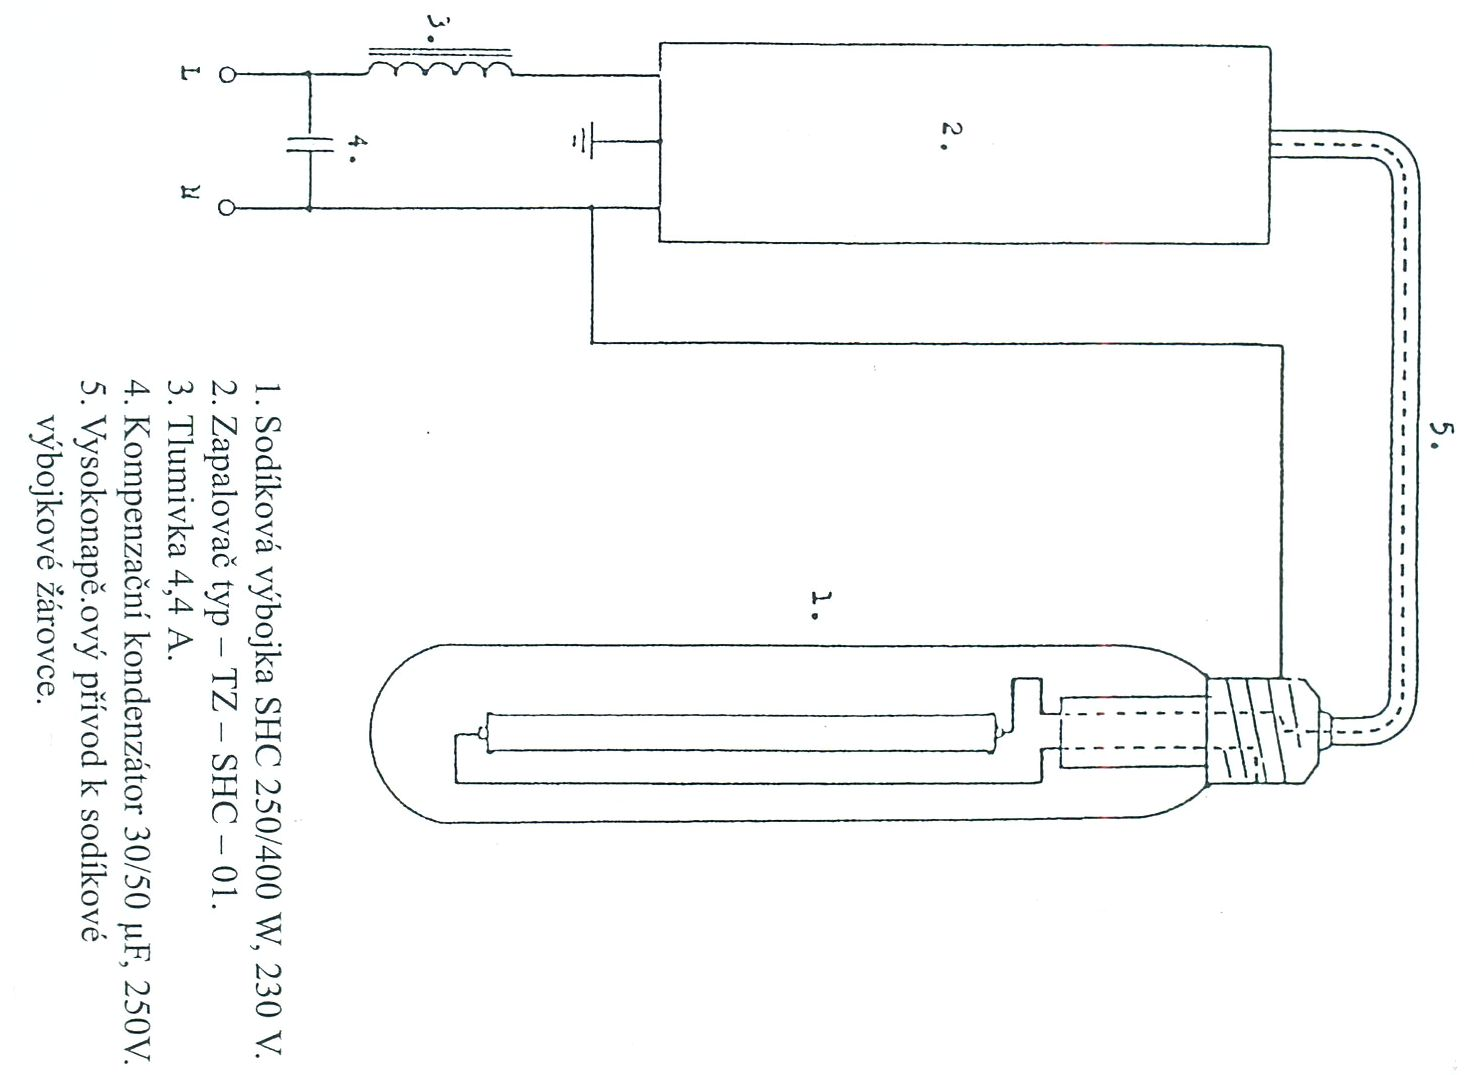 3.
L
4.
N
2.
5.
1.
1. Sodíková výbojka SHC 250/400 W, 230 V.
2. Zapalovač typ – TZ – SHC – 01.
3. Tlumivka 4,4 A.
4. Kompenzační kondenzátor 30/50 µF, 250V.
5. Vysokonapě.ový přívod k sodíkové
výbojkové žárovce.